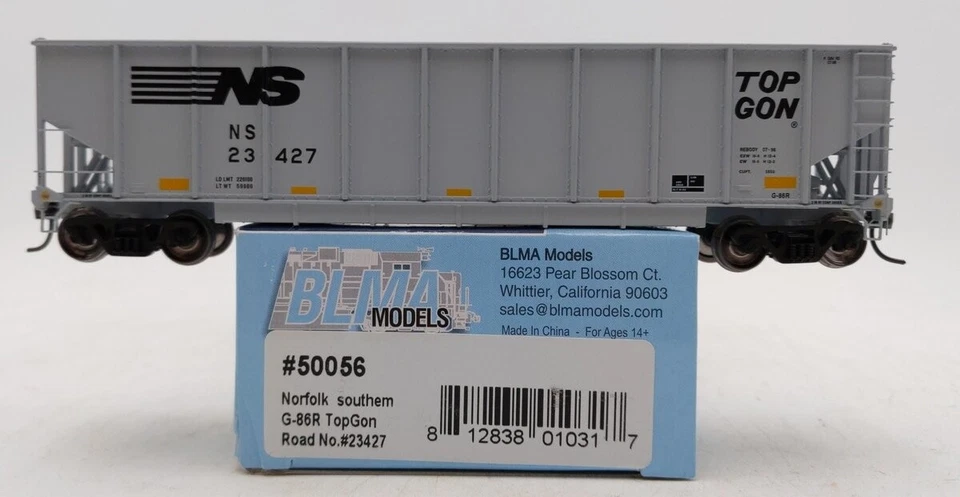 NS
TOP
GON®
NS
23 427
G-86R
BLMA
MODELS
BLMA Models
16623 Pear Blossom Ct.
Whittier, California 90603
sales@blmamodels.com
Made In China - For Ages 14+
#50056
Norfolk southern
G-86R TopGon
Road No.#23427
8 12838 01031 7